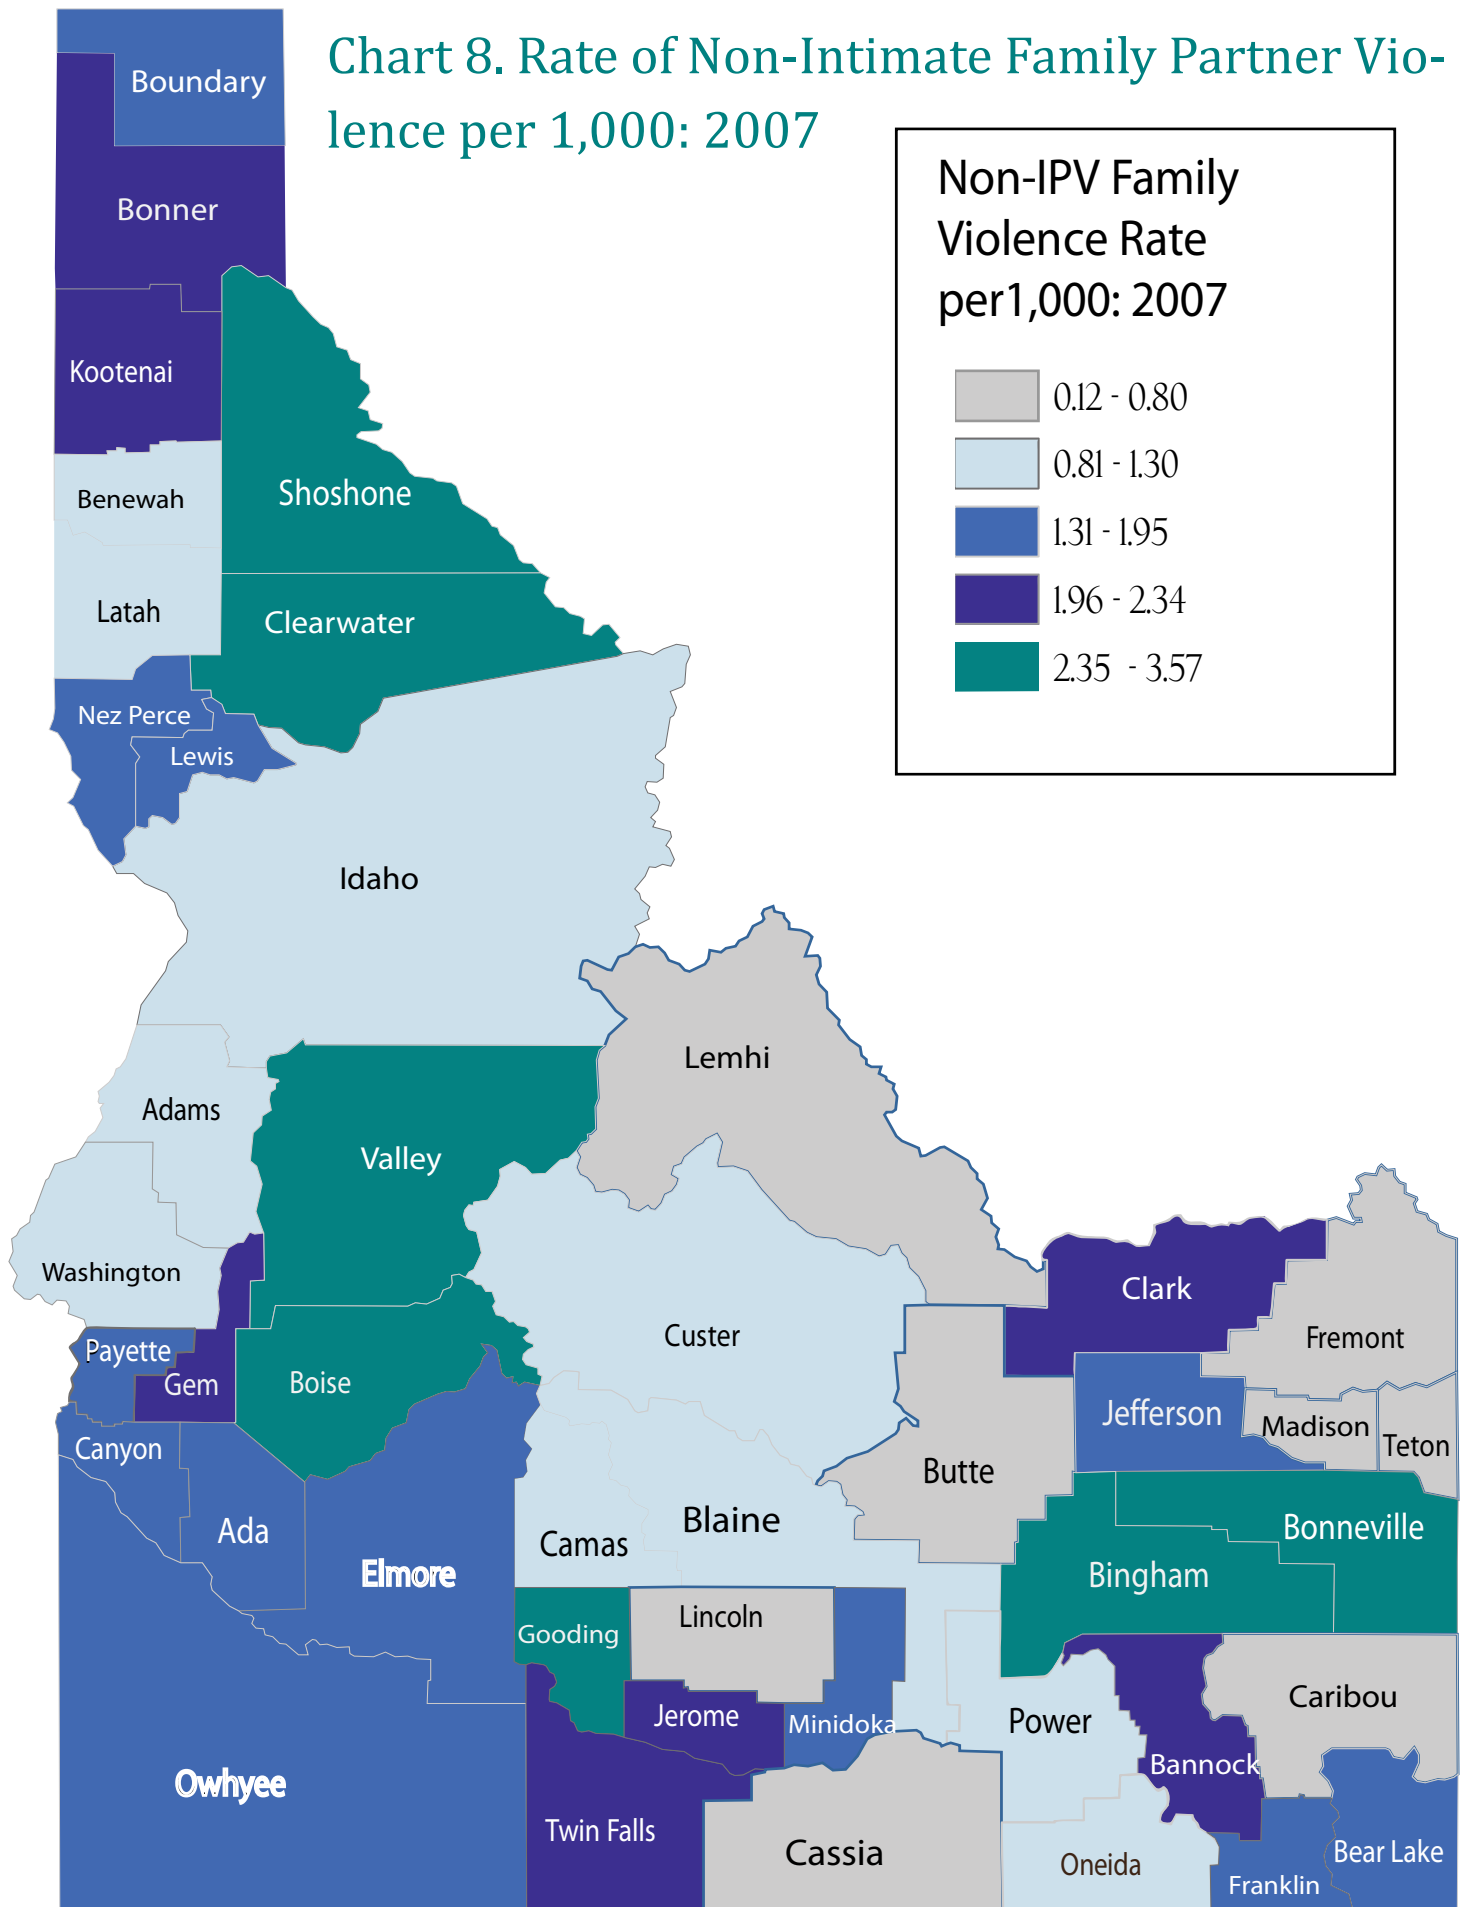 Chart 8. Rate of Non-Intimate Family Partner Vio-
lence per 1,000: 2007
Non-IPV Family
Violence Rate
per1,000: 2007
0.12 - 0.80
0.81 - 1.30
1.31 - 1.95
1.96 - 2.34
2.35 - 3.57
Boundary
Bonner
Kootenai
Benewah
Shoshone
Latah
Clearwater
Nez Perce
Lewis
Idaho
Lemhi
Adams
Valley
Washington
Clark
Custer
Fremont
Payette
Gem
Boise
Jefferson
Madison
Teton
Canyon
Butte
Ada
Blaine
Camas
Bonneville
Elmore
Bingham
Lincoln
Gooding
Caribou
Jerome
Minidoka
Power
Bannock
Owhyee
Twin Falls
Cassia
Oneida
Bear Lake
Franklin